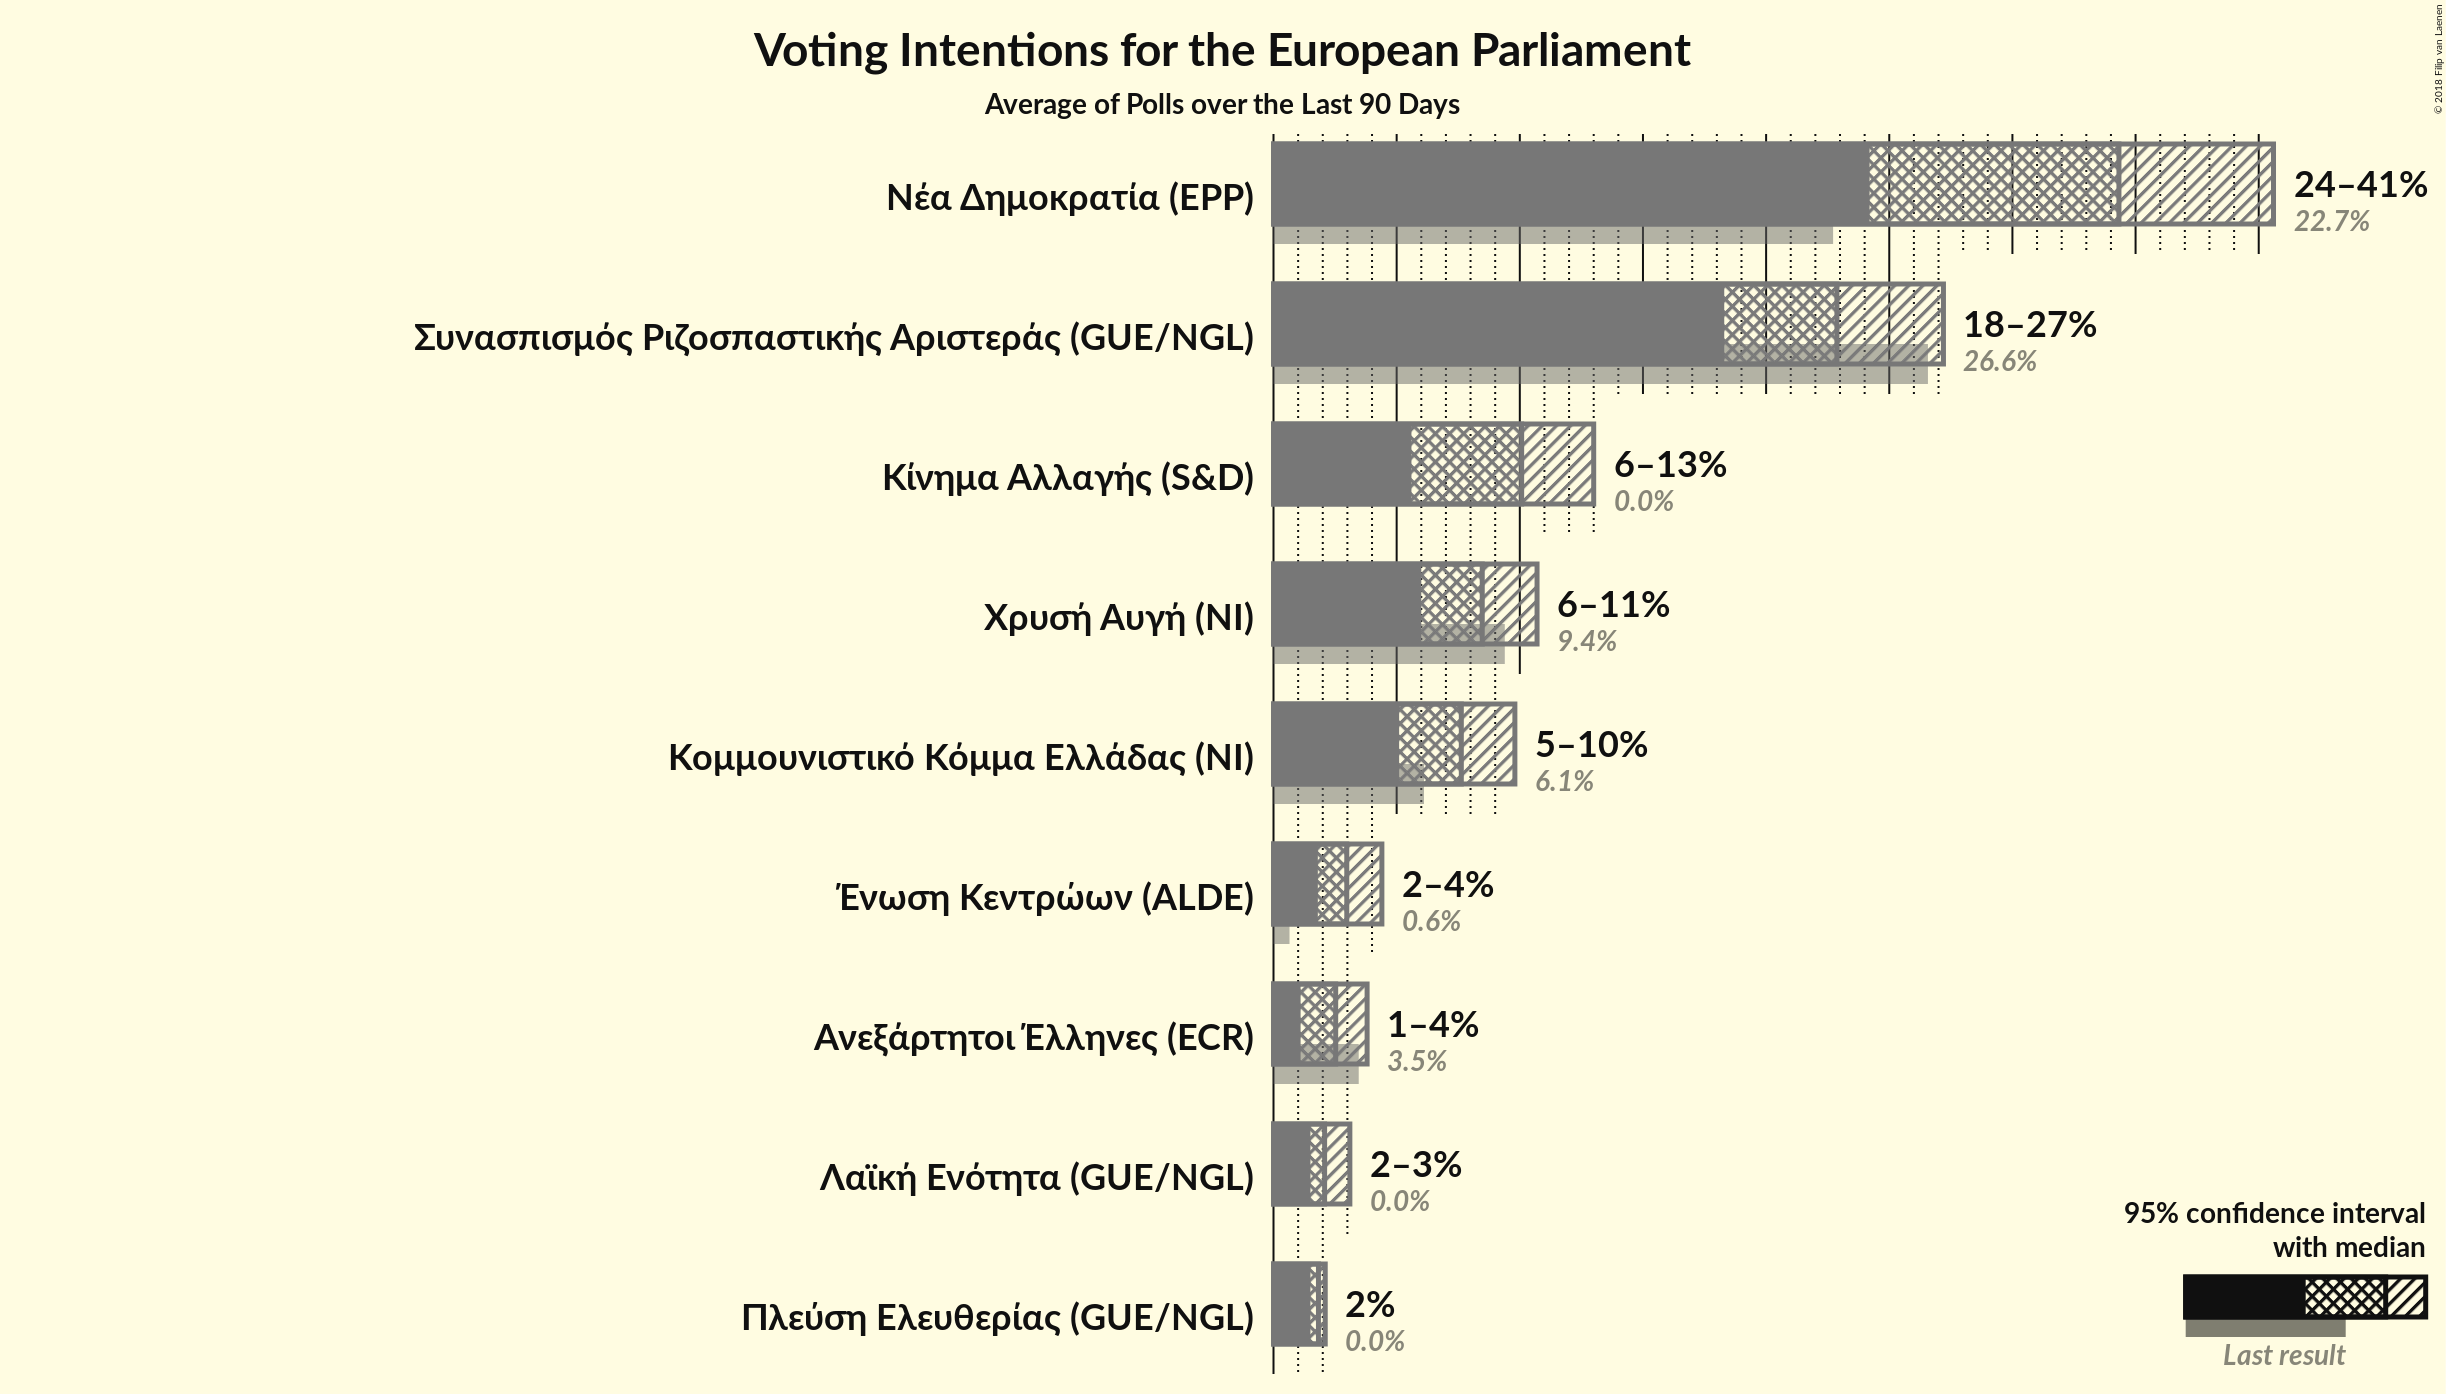 © 2018 Filip van Laenen
Voting Intentions for the European Parliament
Average of Polls over the Last 90 Days
Νέα Δημοκρατία (EPP)
24–41%
22.7%
Συνασπισμός Ριζοσπαστικής Αριστεράς (GUE/NGL)
18–27%
26.6%
Κίνημα Αλλαγής (S&D)
6–13%
0.0%
Χρυσή Αυγή (NI)
6–11%
9.4%
Κομμουνιστικό Κόμμα Ελλάδας (NI)
5–10%
6.1%
Ένωση Κεντρώων (ALDE)
2–4%
0.6%
Ανεξάρτητοι Έλληνες (ECR)
1–4%
3.5%
Λαϊκή Ενότητα (GUE/NGL)
2–3%
0.0%
Πλεύση Ελευθερίας (GUE/NGL)
2%
0.0%
95% confidence interval
with median
Last result